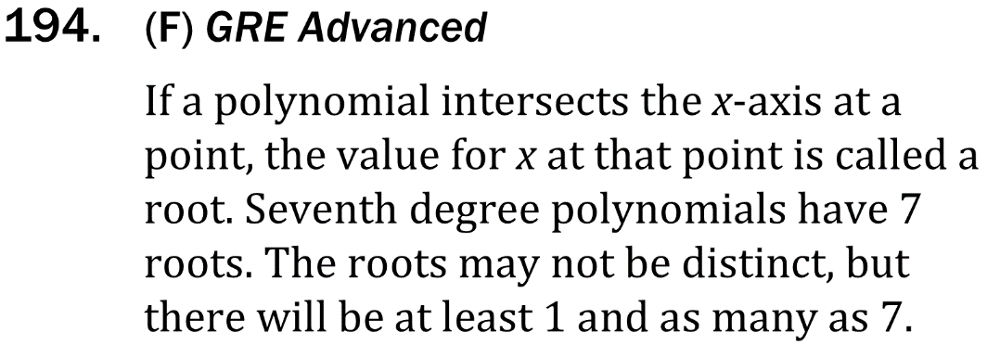 194. (F) GRE Advanced
If a polynomial intersects the x-axis at a
point, the value for x at that point is called a
root. Seventh degree polynomials have 7
roots. The roots may not be distinct, but
there will be at least 1 and as many as 7.